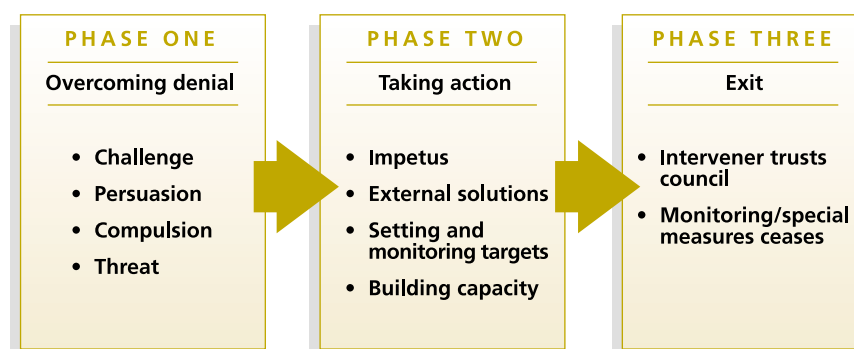 PHASE ONE
Overcoming denial
• Challenge
• Persuasion
• Compulsion
• Threat
PHASE TWO
Taking action
• Impetus
• External solutions
• Setting and
monitoring targets
• Building capacity
PHASE THREE
Exit
• Intervener trusts
council
• Monitoring/special
measures ceases